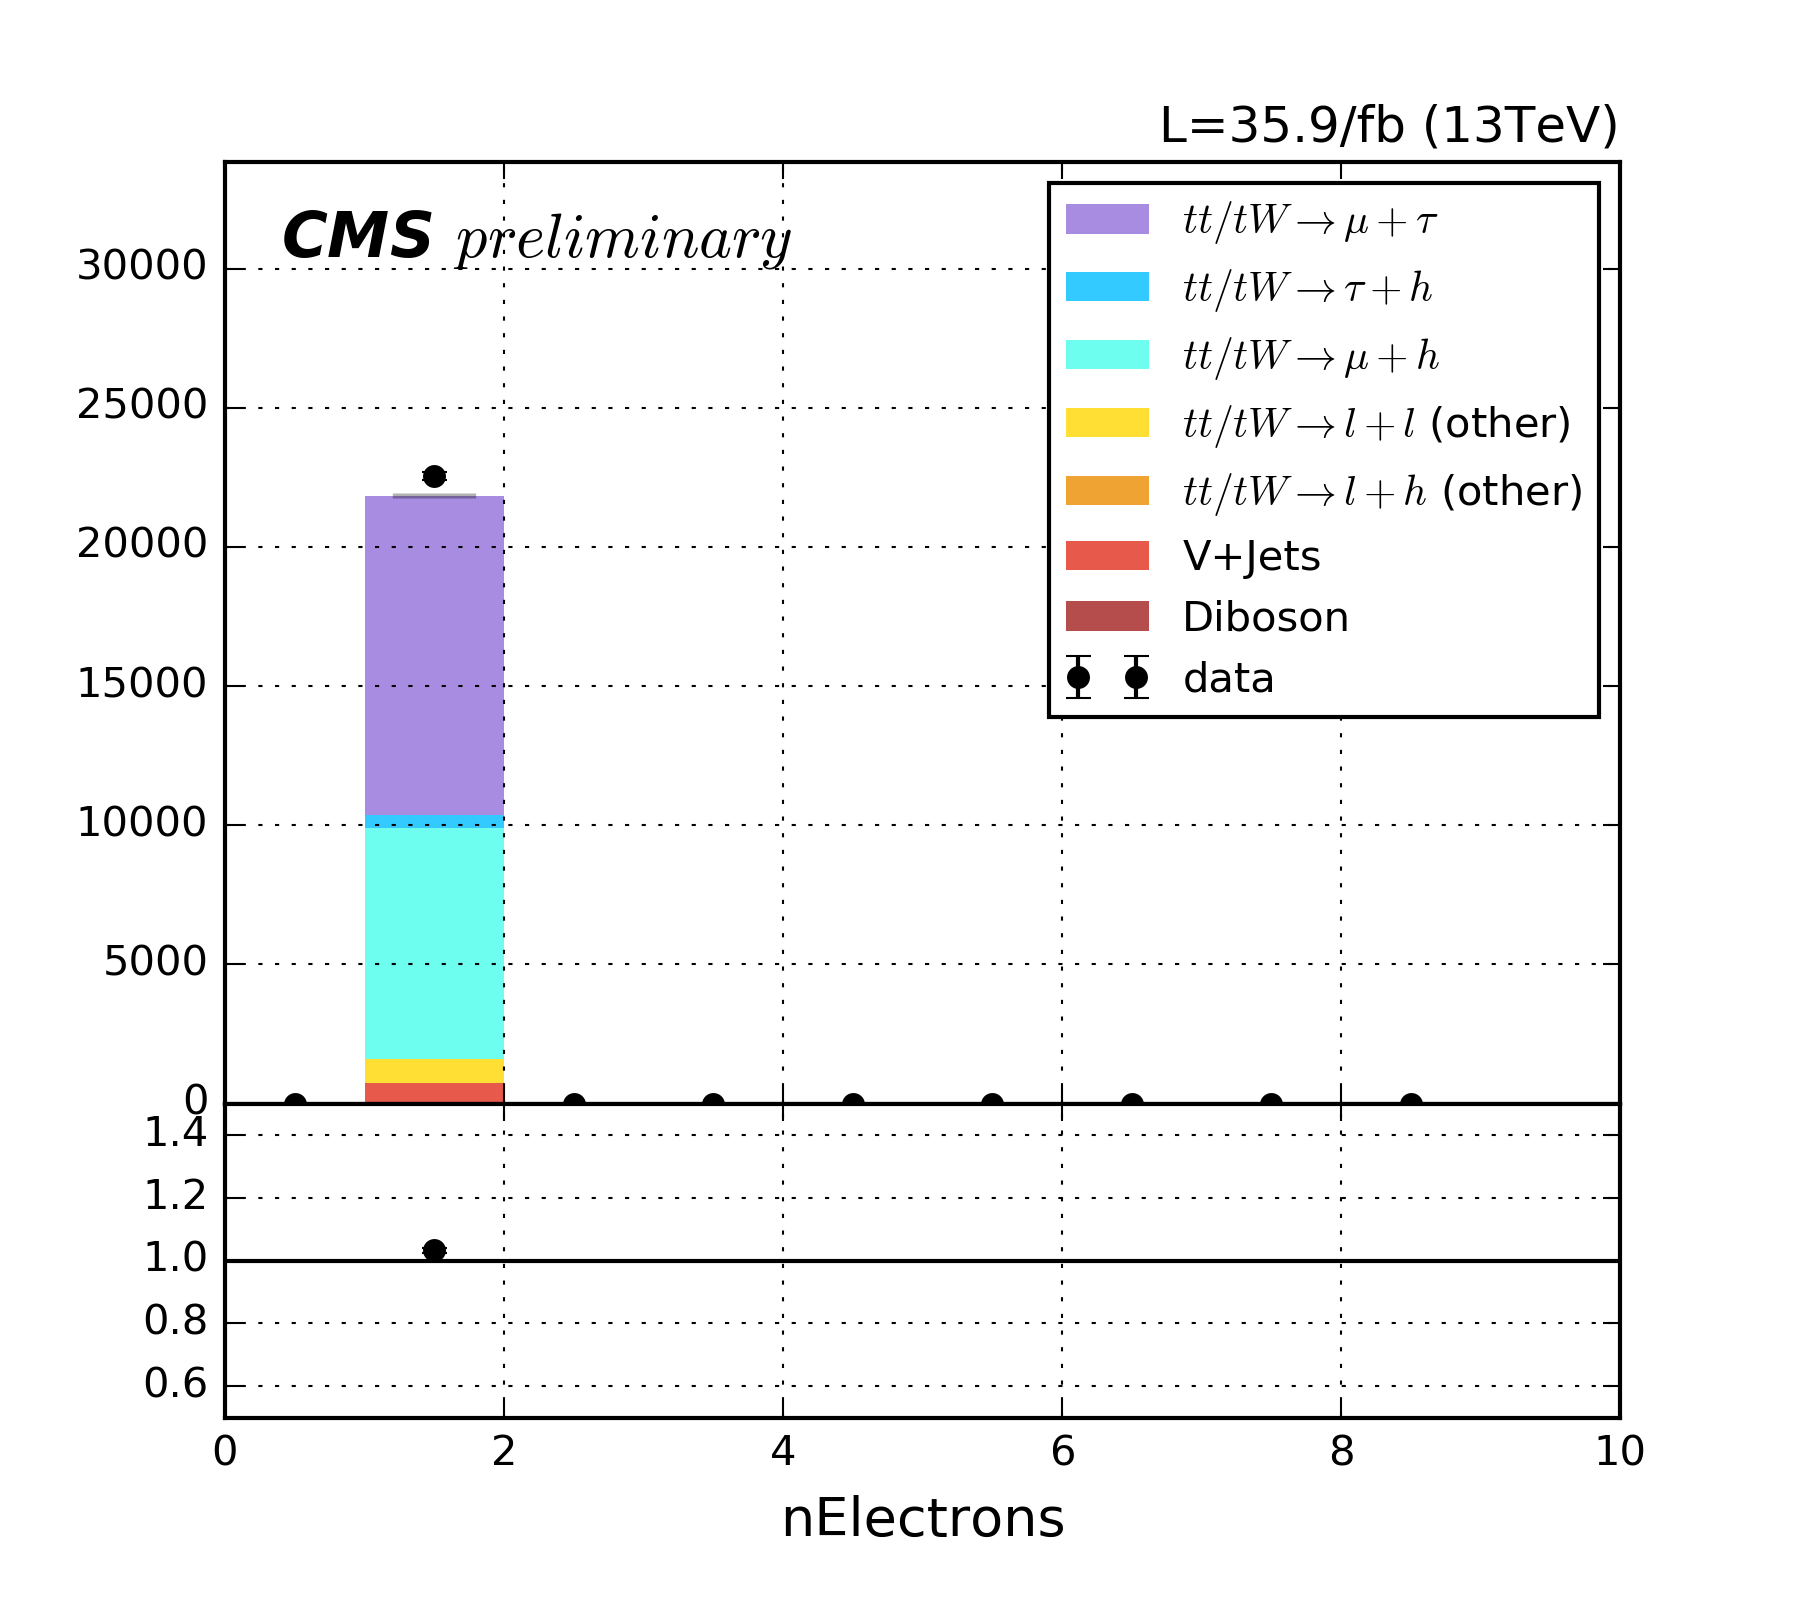 L=35.9/fb (13TeV)
CMS preliminary
30000
25000
20000
15000
10000
5000
0
tt/tW→μ+τ
tt/tW→τ+h
tt/tW→μ+h
tt/tW→l+l (other)
tt/tW→l+h (other)
V+Jets
Diboson
data
1.4
1.2
1.0
0.8
0.6
0 2 4 6 8 10
nElectrons